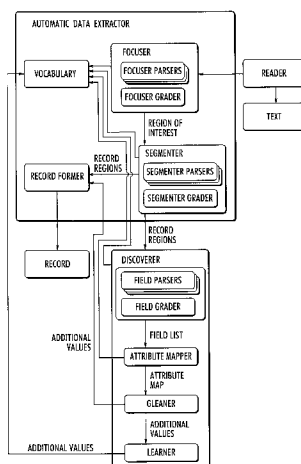 AUTOMATIC DATA EXTRACTOR
FOCUSER
FOCUSER PARSERS
FOCUSER GRADER
VOCABULARY
READER
TEXT
REGION OF
INTEREST
SEGMENTER
SEGMENTER PARSERS
SEGMENTER GRADER
RECORD
REGIONS
RECORD FORMER
RECORD
RECORD
REGIONS
DISCOVERER
FIELD PARSERS
FIELD GRADER
FIELD LIST
ATTRIBUTE MAPPER
ATTRIBUTE
MAP
ADDITIONAL
VALUES
GLEANER
ADDITIONAL
VALUES
ADDITIONAL VALUES
LEARNER